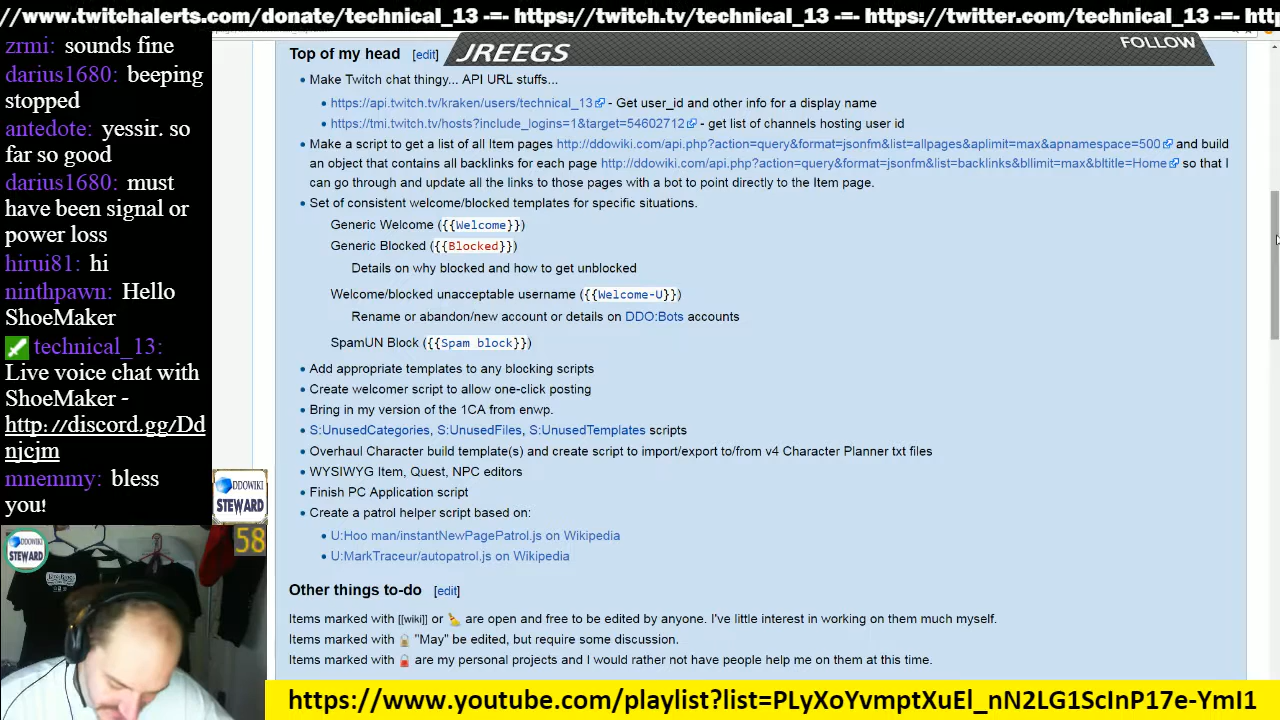 //www.twitchalerts.com/donate/technical_13 -=- https://twitch.tv/technical_13 -=- https://twitter.com/technical_13 -=- http
zrmi: sounds fine
darius1680: beeping
stopped
antedote: yessir. so
far so good
darius1680: must
have been signal or
power loss
hirui81: hi
ninthpawn: Hello
ShoeMaker
technical_13:
Live voice chat with
ShoeMaker -
http://discord.gg/Dd
njcjm
mnemmy: bless
you!
DDOWIKI
STEWARD
DDOWIKI
STEWARD
58
JREEGS
FOLLOW
Top of my head [edit]
• Make Twitch chat thingy... API URL stuffs...
• https://api.twitch.tv/kraken/users/technical_13 - Get user_id and other info for a display name
• https://tmi.twitch.tv/hosts?include_logins=1&target=54602712 - get list of channels hosting user id
• Make a script to get a list of all Item pages http://ddowiki.com/api.php?action=query&format=jsonfm&list=allpages&aplimit=max&apnamespace=500 and build
an object that contains all backlinks for each page http://ddowiki.com/api.php?action=query&format=jsonfm&list=backlinks&bllimit=max&bltitle=Home so that I
can go through and update all the links to those pages with a bot to point directly to the Item page.
• Set of consistent welcome/blocked templates for specific situations.
Generic Welcome ({{Welcome}})
Generic Blocked ({{Blocked}})
Details on why blocked and how to get unblocked
Welcome/blocked unacceptable username ({{Welcome-U}})
Rename or abandon/new account or details on DDO:Bots accounts
SpamUN Block ({{Spam block}})
• Add appropriate templates to any blocking scripts
• Create welcomer script to allow one-click posting
• Bring in my version of the 1CA from enwp.
• S:UnusedCategories, S:UnusedFiles, S:UnusedTemplates scripts
• Overhaul Character build template(s) and create script to import/export to/from v4 Character Planner txt files
• WYSIWYG Item, Quest, NPC editors
• Finish PC Application script
• Create a patrol helper script based on:
• U:Hoo man/instantNewPagePatrol.js on Wikipedia
• U:MarkTraceur/autopatrol.js on Wikipedia
Other things to-do [edit]
Items marked with [[wiki]] or are open and free to be edited by anyone. I've little interest in working on them much myself.
Items marked with "May" be edited, but require some discussion.
Items marked with are my personal projects and I would rather not have people help me on them at this time.
https://www.youtube.com/playlist?list=PLyXoYvmptXuEl_nN2LG1ScInP17e-YmI1